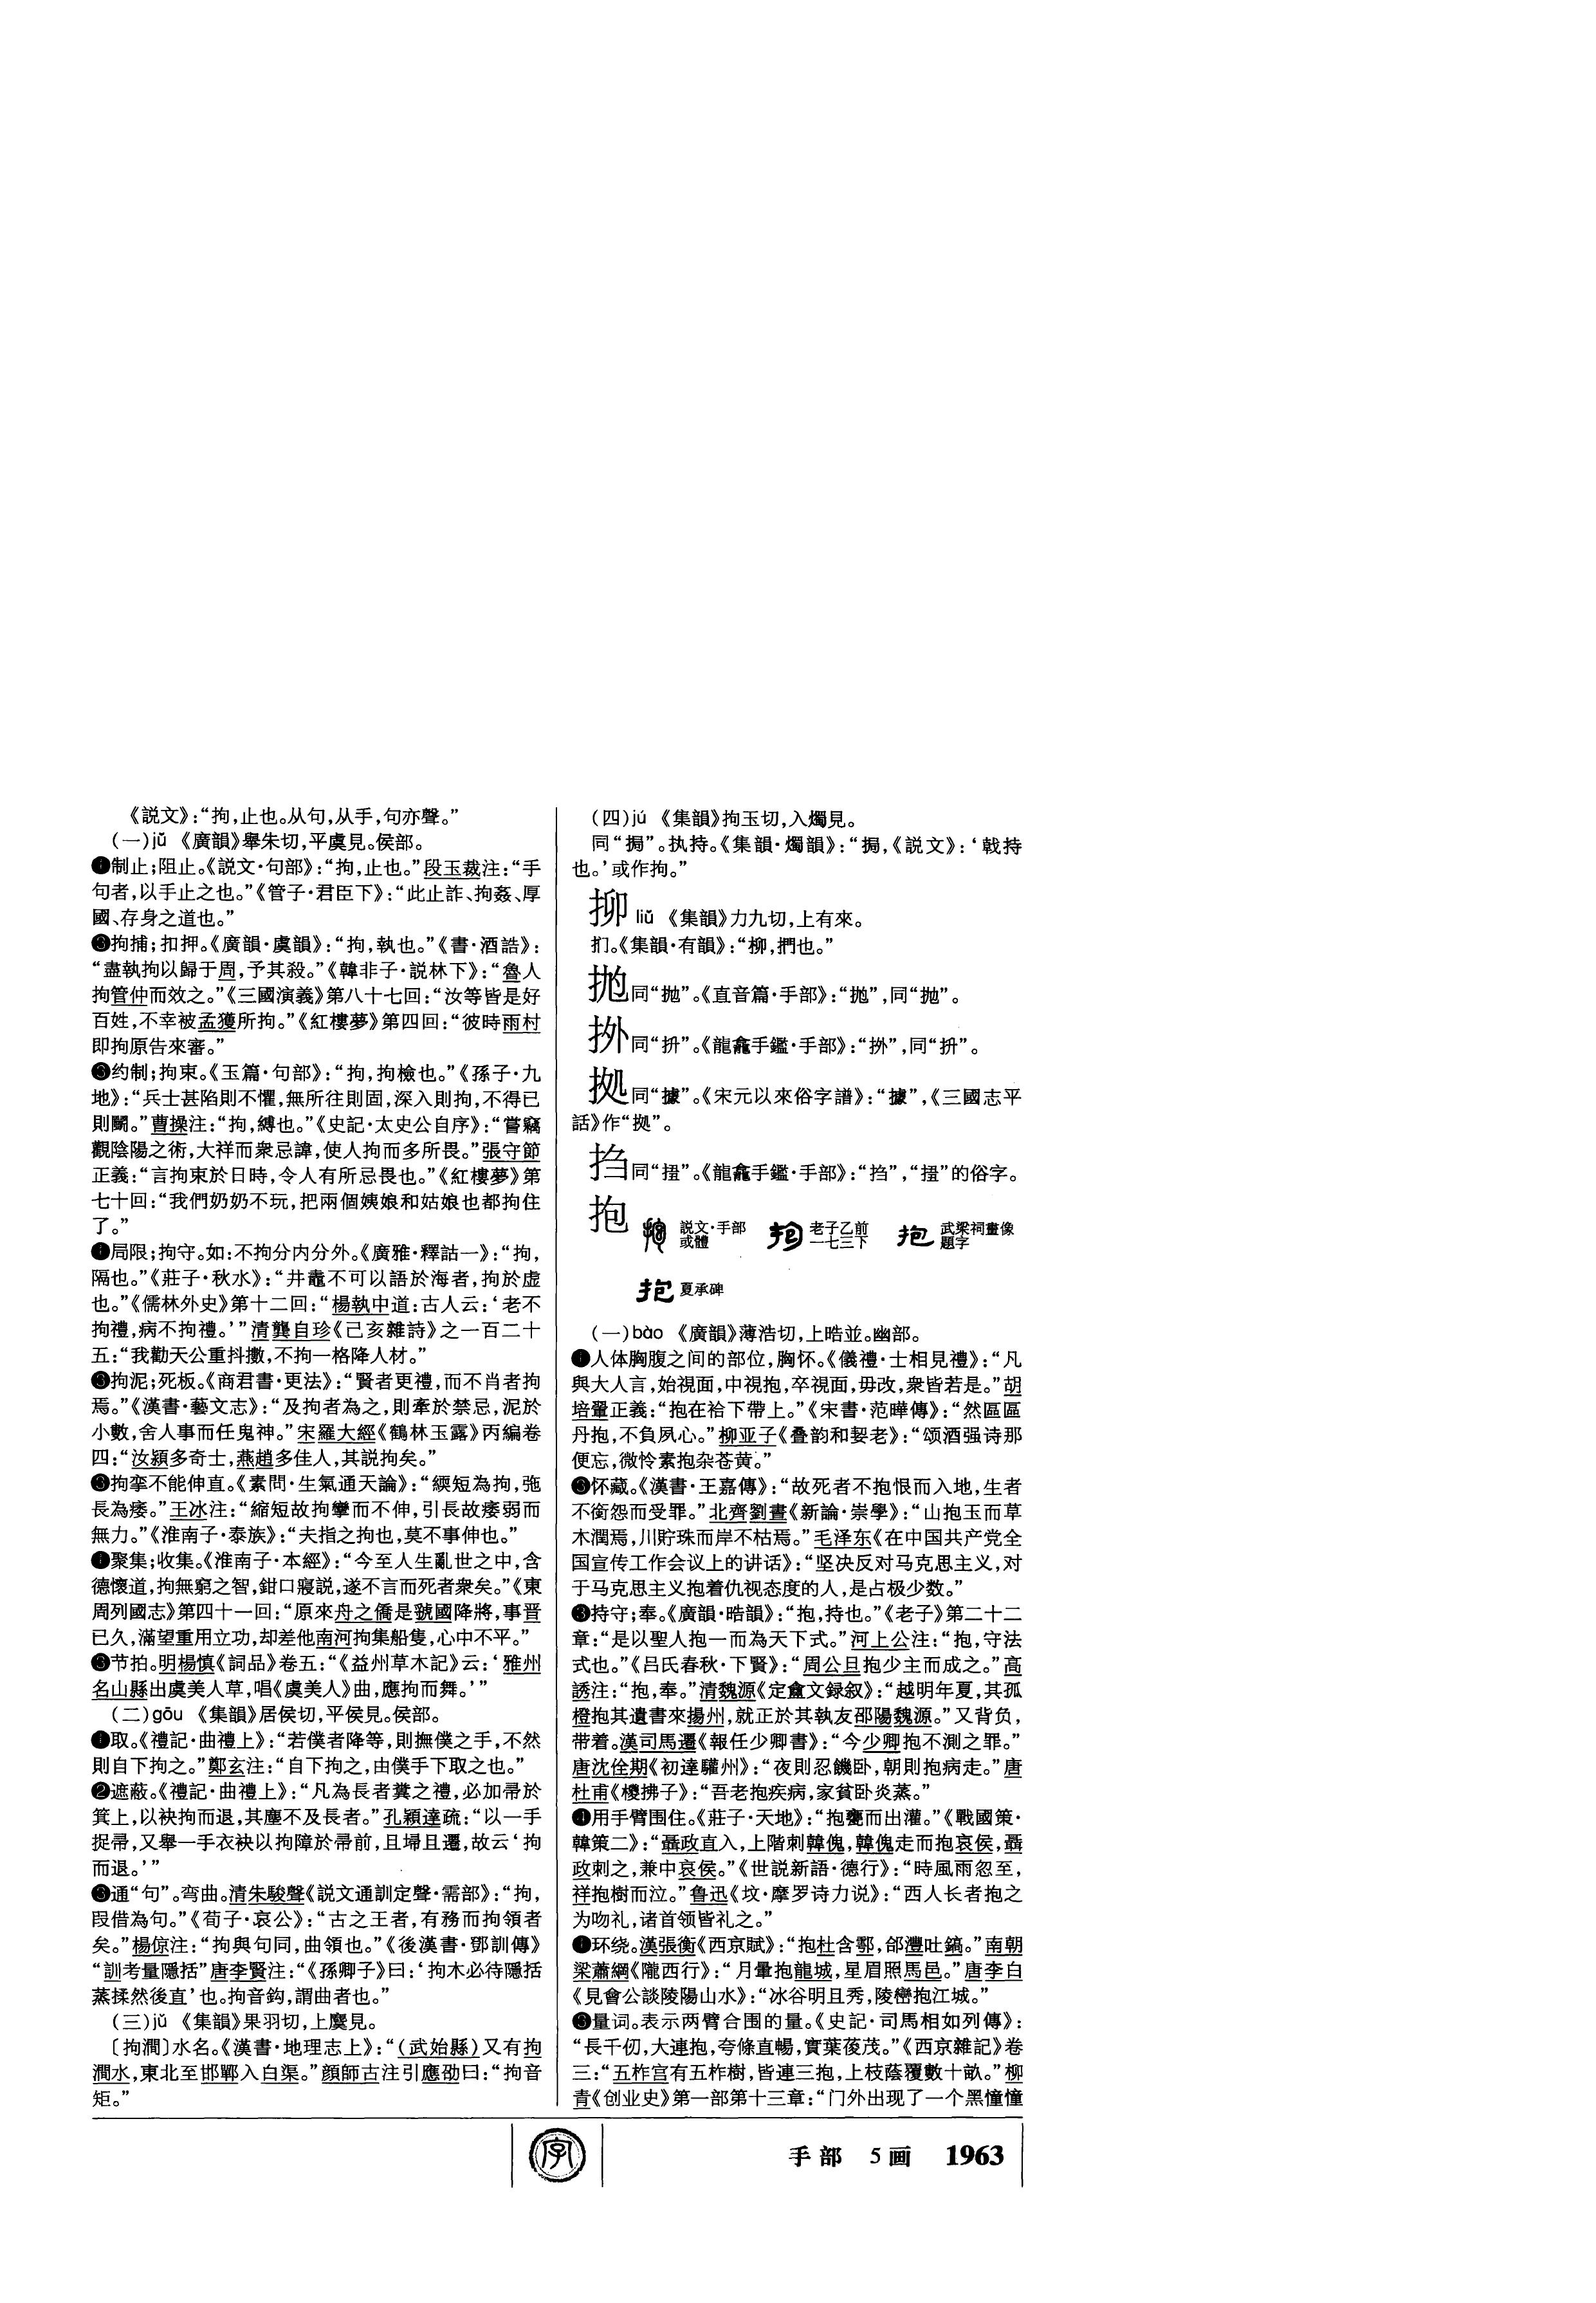 《説文》：“拘，止也。从句，从手，句亦聲。”
（一）jū 《廣韻》舉朱切，平虞見。侯部。
❶制止；阻止。《説文·句部》：“拘，止也。”段玉裁注：“手
句者，以手止之也。”《管子·君臣下》：“此止詐、拘姦、厚
國、存身之道也。”
❷拘捕；扣押。《廣韻·虞韻》：“拘，執也。”《書·酒誥》：
“盡執拘以歸于周，予其殺。”《韓非子·説林下》：“魯人
拘管仲而效之。”《三國演義》第八十七回：“汝等皆是好
百姓，不幸被孟獲所拘。”《紅樓夢》第四回：“彼時雨村
即拘原告來審。”
❸约制；拘束。《玉篇·句部》：“拘，拘檢也。”《孫子·九
地》：“兵士甚陷則不懼，無所往則固，深入則拘，不得已
則鬭。”曹操注：“拘，縛也。”《史記·太史公自序》：“嘗竊
觀陰陽之術，大祥而衆忌諱，使人拘而多所畏。”張守節
正義：“言拘束於日時，令人有所忌畏也。”《紅樓夢》第
七十回：“我們奶奶不玩，把兩個姨娘和姑娘也都拘住
了。”
❹局限；拘守。如：不拘分内分外。《廣雅·釋詁一》：“拘，
隔也。”《莊子·秋水》：“井鼃不可以語於海者，拘於虚
也。”《儒林外史》第十二回：“楊執中道：古人云：‘老不
拘禮，病不拘禮。’”清龔自珍《己亥雜詩》之一百二十
五：“我勸天公重抖擻，不拘一格降人材。”
❺拘泥；死板。《商君書·更法》：“賢者更禮，而不肖者拘
焉。”《漢書·藝文志》：“及拘者為之，則牽於禁忌，泥於
小數，舍人事而任鬼神。”宋羅大經《鶴林玉露》丙編卷
四：“汝潁多奇士，燕趙多佳人，其説拘矣。”
❻拘挛不能伸直。《素問·生氣通天論》：“緛短為拘，弛
長為痿。”王冰注：“縮短故拘攣而不伸，引長故痿弱而
無力。”《淮南子·泰族》：“夫指之拘也，莫不事伸也。”
❼聚集；收集。《淮南子·本經》：“今至人生亂世之中，含
德懷道，拘無窮之智，鉗口寢説，遂不言而死者衆矣。”《東
周列國志》第四十一回：“原來舟之僑是虢國降將，事晋
已久，滿望重用立功，却差他南河拘集船隻，心中不平。”
❽节拍。明楊慎《詞品》卷五：“《益州草木記》云：‘雅州
名山縣出虞美人草，唱《虞美人》曲，應拘而舞。’”
（二）gōu 《集韻》居侯切，平侯見。侯部。
❶取。《禮記·曲禮上》：“若僕者降等，則撫僕之手，不然
則自下拘之。”鄭玄注：“自下拘之，由僕手下取之也。”
❷遮蔽。《禮記·曲禮上》：“凡為長者糞之禮，必加帚於
箕上，以袂拘而退，其塵不及長者。”孔穎達疏：“以一手
捉帚，又舉一手衣袂以拘障於帚前，且埽且遷，故云‘拘
而退。’”
❸通“句”。弯曲。清朱駿聲《説文通訓定聲·需部》：“拘，
叚借為句。”《荀子·哀公》：“古之王者，有務而拘領者
矣。”楊倞注：“拘與句同，曲領也。”《後漢書·鄧訓傳》
“訓考量隱括”唐李賢注：“《孫卿子》曰：‘拘木必待隱括
蒸揉然後直’也。拘音鈎，謂曲者也。”
（三）jǔ 《集韻》果羽切，上麌見。
〔拘澗〕水名。《漢書·地理志上》：“（武始縣）又有拘
澗水，東北至邯鄲入白渠。”顔師古注引應劭曰：“拘音
矩。”
（四）jú 《集韻》拘玉切，入燭見。
同“挶”。执持。《集韻·燭韻》：“挶，《説文》：‘戟持
也。’或作拘。”
㧕 liǔ 《集韻》力九切，上有來。
扪。《集韻·有韻》：“㧕，捫也。”
拋同“抛”。《直音篇·手部》：“拋”，同“抛”。
抍同“抍”。《龍龕手鑑·手部》：“𢪛”，同“抍”。
拠同“據”。《宋元以來俗字譜》：“據”，《三國志平
話》作“拠”。
㧟同“揞”。《龍龕手鑑·手部》：
抱
説文·手部
或體
老子乙前
一七三下
武梁祠畫像
題字
夏承碑
（一）bào 《廣韻》薄浩切，上晧並。幽部。
❶人体胸腹之间的部位，胸怀。《儀禮·士相見禮》：“凡
與大人言，始視面，中視抱，卒視面，毋改，衆皆若是。”胡
培翬正義：“抱在袷下帶上。”《宋書·范曄傳》：“然區區
丹抱，不負夙心。”柳亚子《叠韵和契老》：“颂酒强诗那
便忘，微怜素抱杂苍黄。”
❷怀藏。《漢書·王嘉傳》：“故死者不抱恨而入地，生者
不銜怨而受罪。”北齊劉晝《新論·崇學》：“山抱玉而草
木潤焉，川貯珠而岸不枯焉。”毛泽东《在中国共产党全
国宣传工作会议上的讲话》：“坚决反对马克思主义，对
于马克思主义抱着仇视态度的人，是占极少数。”
❸持守；奉。《廣韻·晧韻》：“抱，持也。”《老子》第二十二
章：“是以聖人抱一而為天下式。”河上公注：“抱，守法
式也。”《吕氏春秋·下賢》：“周公旦抱少主而成之。”高
誘注：“抱，奉。”清魏源《定盦文録叙》：“越明年夏，其孤
橙抱其遺書來揚州，就正於其執友邵陽魏源。”又背负，
带着。漢司馬遷《報任少卿書》：“今少卿抱不測之罪。”
唐沈佺期《初達驩州》：“夜則忍饑卧，朝則抱病走。”唐
杜甫《椶拂子》：“吾老抱疾病，家貧卧炎蒸。”
❹用手臂围住。《莊子·天地》：“抱甕而出灌。”《戰國策·
韓策二》：“聶政直入，上階刺韓傀，韓傀走而抱哀侯，聶
政刺之，兼中哀侯。”《世説新語·德行》：“時風雨忽至，
祥抱樹而泣。”鲁迅《坟·摩罗诗力说》：“西人长者抱之
为吻礼，诸首领皆礼之。”
❺环绕。漢張衡《西京賦》：“抱杜含鄠，欱灃吐鎬。”南朝
梁蕭綱《隴西行》：“月暈抱龍城，星眉照馬邑。”唐李白
《見會公談陵陽山水》：“冰谷明且秀，陵巒抱江城。”
❻量词。表示两臂合围的量。《史記·司馬相如列傳》：
“長千仞，大連抱，夸條直暢，實葉葰茂。”《西京雜記》卷
三：“五柞宫有五柞樹，皆連三抱，上枝蔭覆數十畝。”柳
青《创业史》第一部第十三章：“门外出现了一个黑憧憧
字
手部 5画 1963